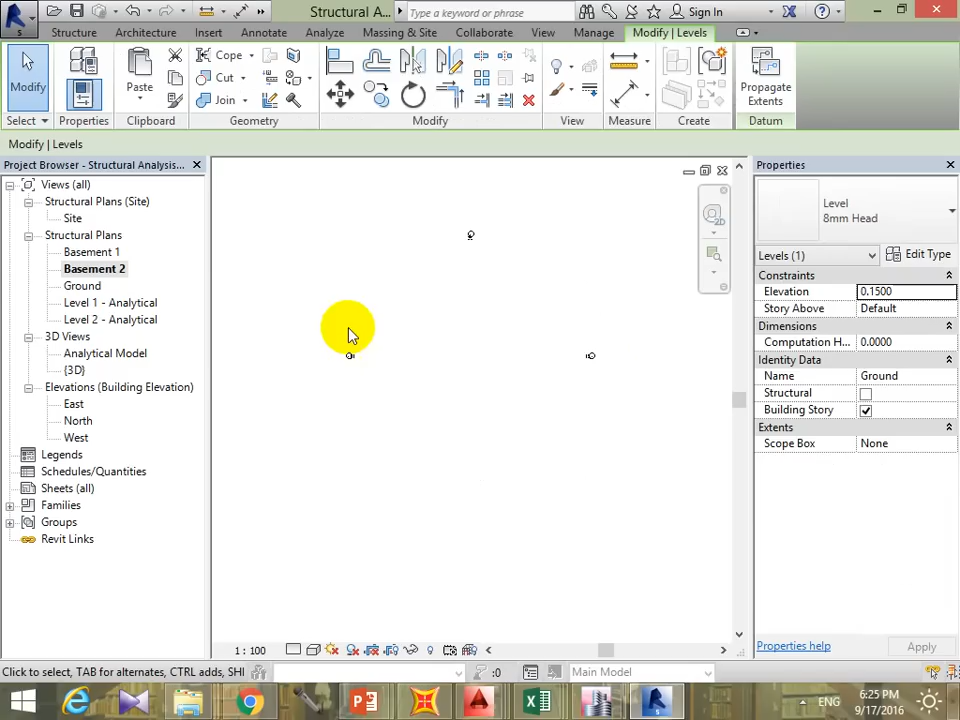 Structural A...
Type a keyword or phrase
Sign In
S
Structure
Architecture
Insert
Annotate
Analyze
Massing & Site
Collaborate
View
Manage
Modify | Levels
Modify
Paste
Cope
Cut
Join
Propagate
Extents
Select
Properties
Clipboard
Geometry
Modify
View
Measure
Create
Datum
Modify | Levels
Project Browser - Structural Analysis...
Views (all)
Structural Plans (Site)
Site
Structural Plans
Basement 1
Basement 2
Ground
Level 1 - Analytical
Level 2 - Analytical
3D Views
Analytical Model
{3D}
Elevations (Building Elevation)
East
North
West
Legends
Schedules/Quantities
Sheets (all)
Families
Groups
Revit Links
2D
Properties
Level
8mm Head
Levels (1)
Edit Type
Constraints
Elevation 0.1500
Story Above Default
Dimensions
Computation H... 0.0000
Identity Data
Name Ground
Structural
Building Story
Extents
Scope Box None
Properties help
Apply
1 : 100
Click to select, TAB for alternates, CTRL adds, SHI
:0
Main Model
ENG
6:25 PM
9/17/2016